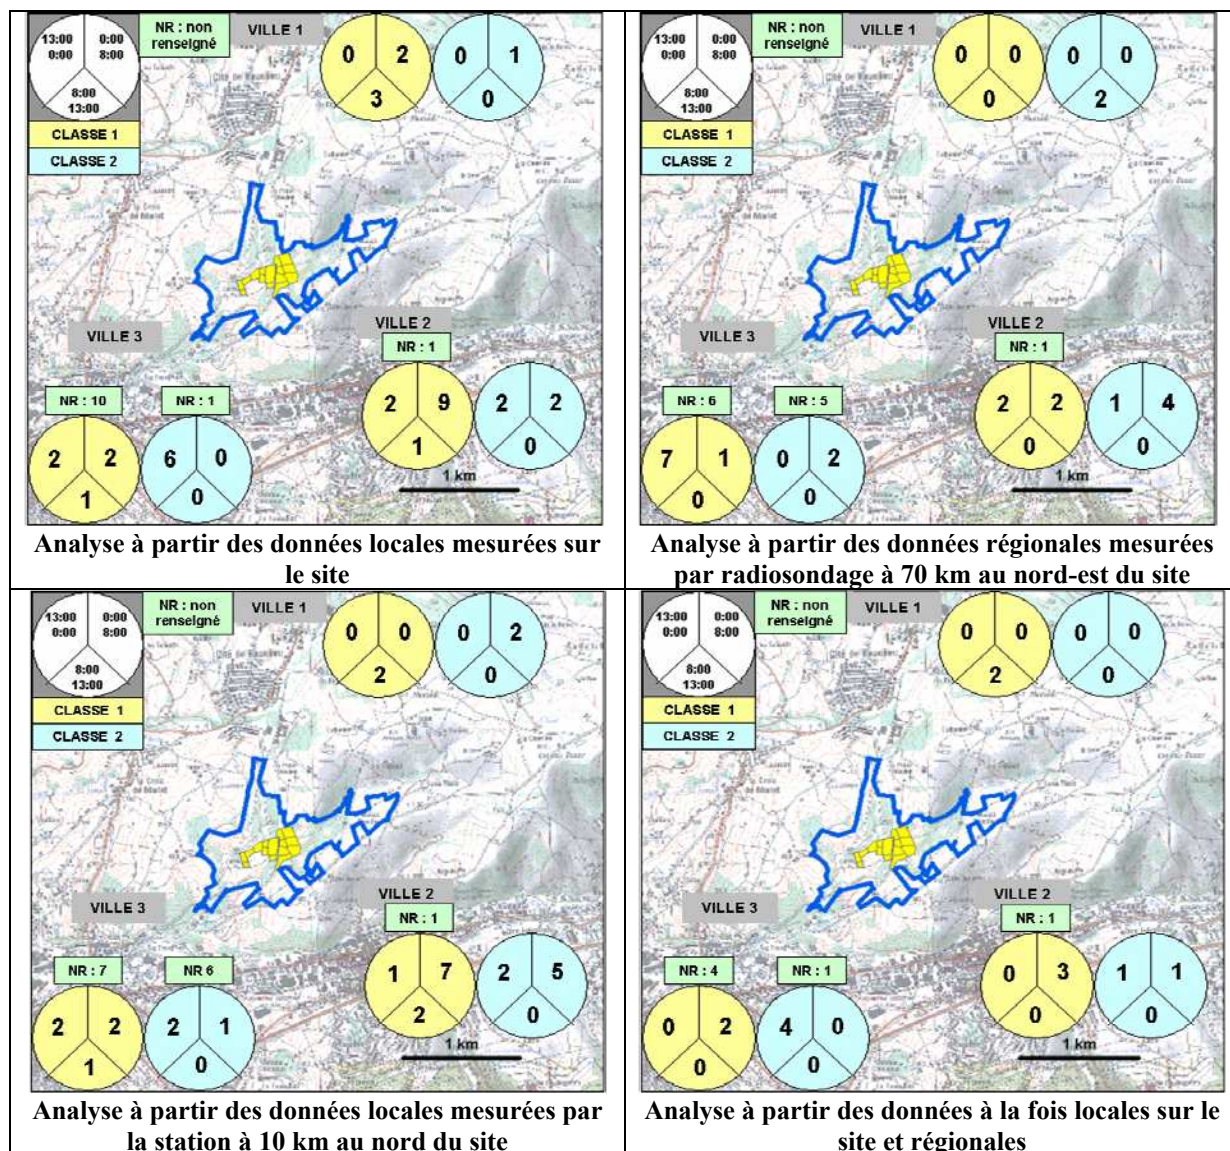 13:00 0:00
0:00 8:00
8:00
13:00
NR : non
renseigné
VILLE 1
0 2 0 1
3 0
CLASSE 1
CLASSE 2
VILLE 3
VILLE 2
NR : 1
NR : 10 NR : 1
2 9 2 2
1 0
2 2 6 0
1 0
1 km
Analyse à partir des données locales mesurées sur
le site
13:00 0:00
0:00 8:00
8:00
13:00
NR : non
renseigné
VILLE 1
0 0 0 0
0 2
CLASSE 1
CLASSE 2
VILLE 3
VILLE 2
NR : 1
NR : 6 NR : 5
2 2 1 4
0 0
7 1 0 2
0 0
1 km
Analyse à partir des données régionales mesurées
par radiosondage à 70 km au nord-est du site
13:00 0:00
0:00 8:00
8:00
13:00
NR : non
renseigné
VILLE 1
0 0 0 2
2 0
CLASSE 1
CLASSE 2
VILLE 3
VILLE 2
NR : 1
NR : 7 NR 6
1 7 2 5
2 0
2 2 2 1
1 0
1 km
Analyse à partir des données locales mesurées par
la station à 10 km au nord du site
13:00 0:00
0:00 8:00
8:00
13:00
NR : non
renseigné
VILLE 1
0 0 0 0
2 0
CLASSE 1
CLASSE 2
VILLE 3
VILLE 2
NR : 1
NR : 4 NR : 1
0 3 1 1
0 0
0 2 4 0
0 0
1 km
Analyse à partir des données à la fois locales sur le
site et régionales